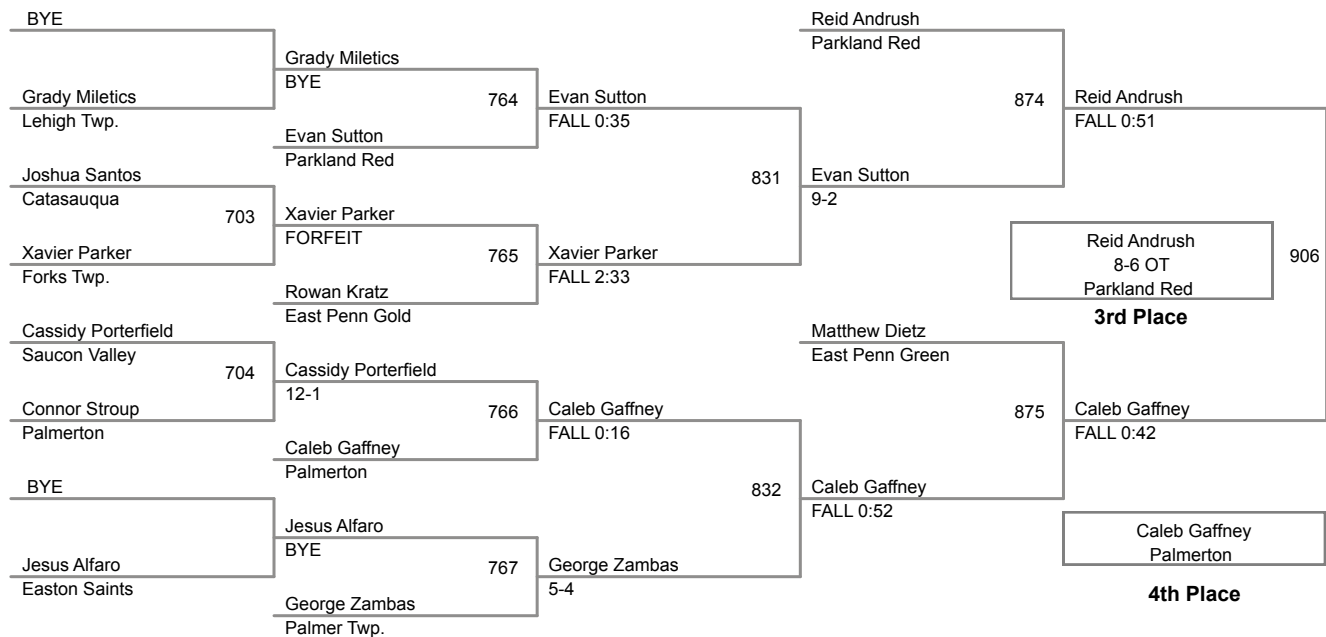 BYE
Grady Miletics
Lehigh Twp.
Joshua Santos
Catasauqua
703
Xavier Parker
Forks Twp.
Cassidy Porterfield
Saucon Valley
704
Connor Stroup
Palmerton
BYE
Jesus Alfaro
Easton Saints
Grady Miletics
BYE
764
Evan Sutton
Parkland Red
Xavier Parker
FORFEIT
765
Rowan Kratz
East Penn Gold
Cassidy Porterfield
12-1
766
Caleb Gaffney
Palmerton
Jesus Alfaro
BYE
767
George Zambas
Palmer Twp.
Evan Sutton
FALL 0:35
831
Xavier Parker
FALL 2:33
Caleb Gaffney
FALL 0:16
832
George Zambas
5-4
Reid Andrush
Parkland Red
874
Evan Sutton
9-2
Matthew Dietz
East Penn Green
875
Caleb Gaffney
FALL 0:52
Reid Andrush
FALL 0:51
906
Caleb Gaffney
FALL 0:42
Reid Andrush
8-6 OT
Parkland Red
3rd Place
Caleb Gaffney
Palmerton
4th Place